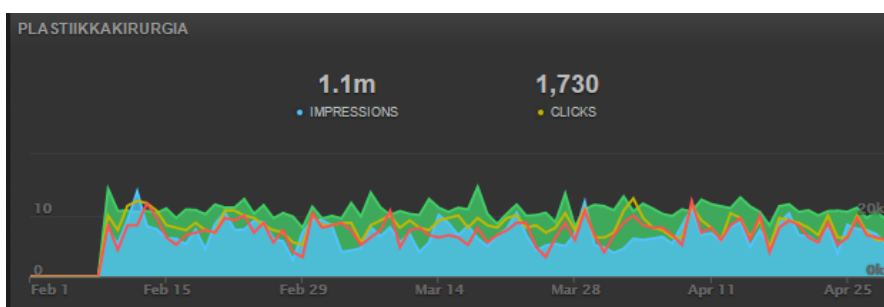 PLASTIIKKAKIRURGIA
1.1m 1,730
IMPRESSIONS CLICKS
10 20k
0 0k
Feb 1 Feb 15 Feb 29 Mar 14 Mar 28 Apr 11 Apr 25